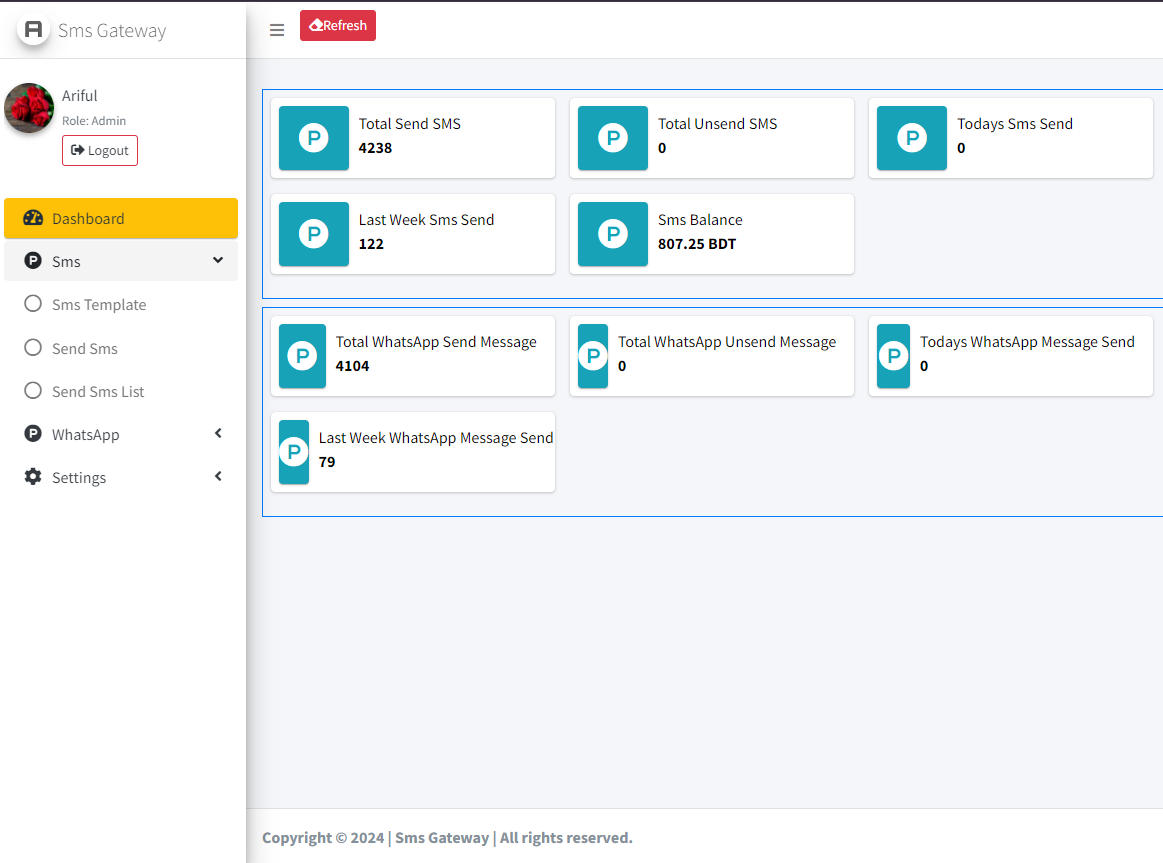 Sms Gateway
Refresh
Ariful
Role: Admin
Logout
Dashboard
Sms
Sms Template
Send Sms
Send Sms List
WhatsApp
Settings
Total Send SMS
4238
Total Unsend SMS
0
Todays Sms Send
0
Last Week Sms Send
122
Sms Balance
807.25 BDT
Total WhatsApp Send Message
4104
Total WhatsApp Unsend Message
0
Todays WhatsApp Message Send
0
Last Week WhatsApp Message Send
79
Copyright © 2024 | Sms Gateway | All rights reserved.